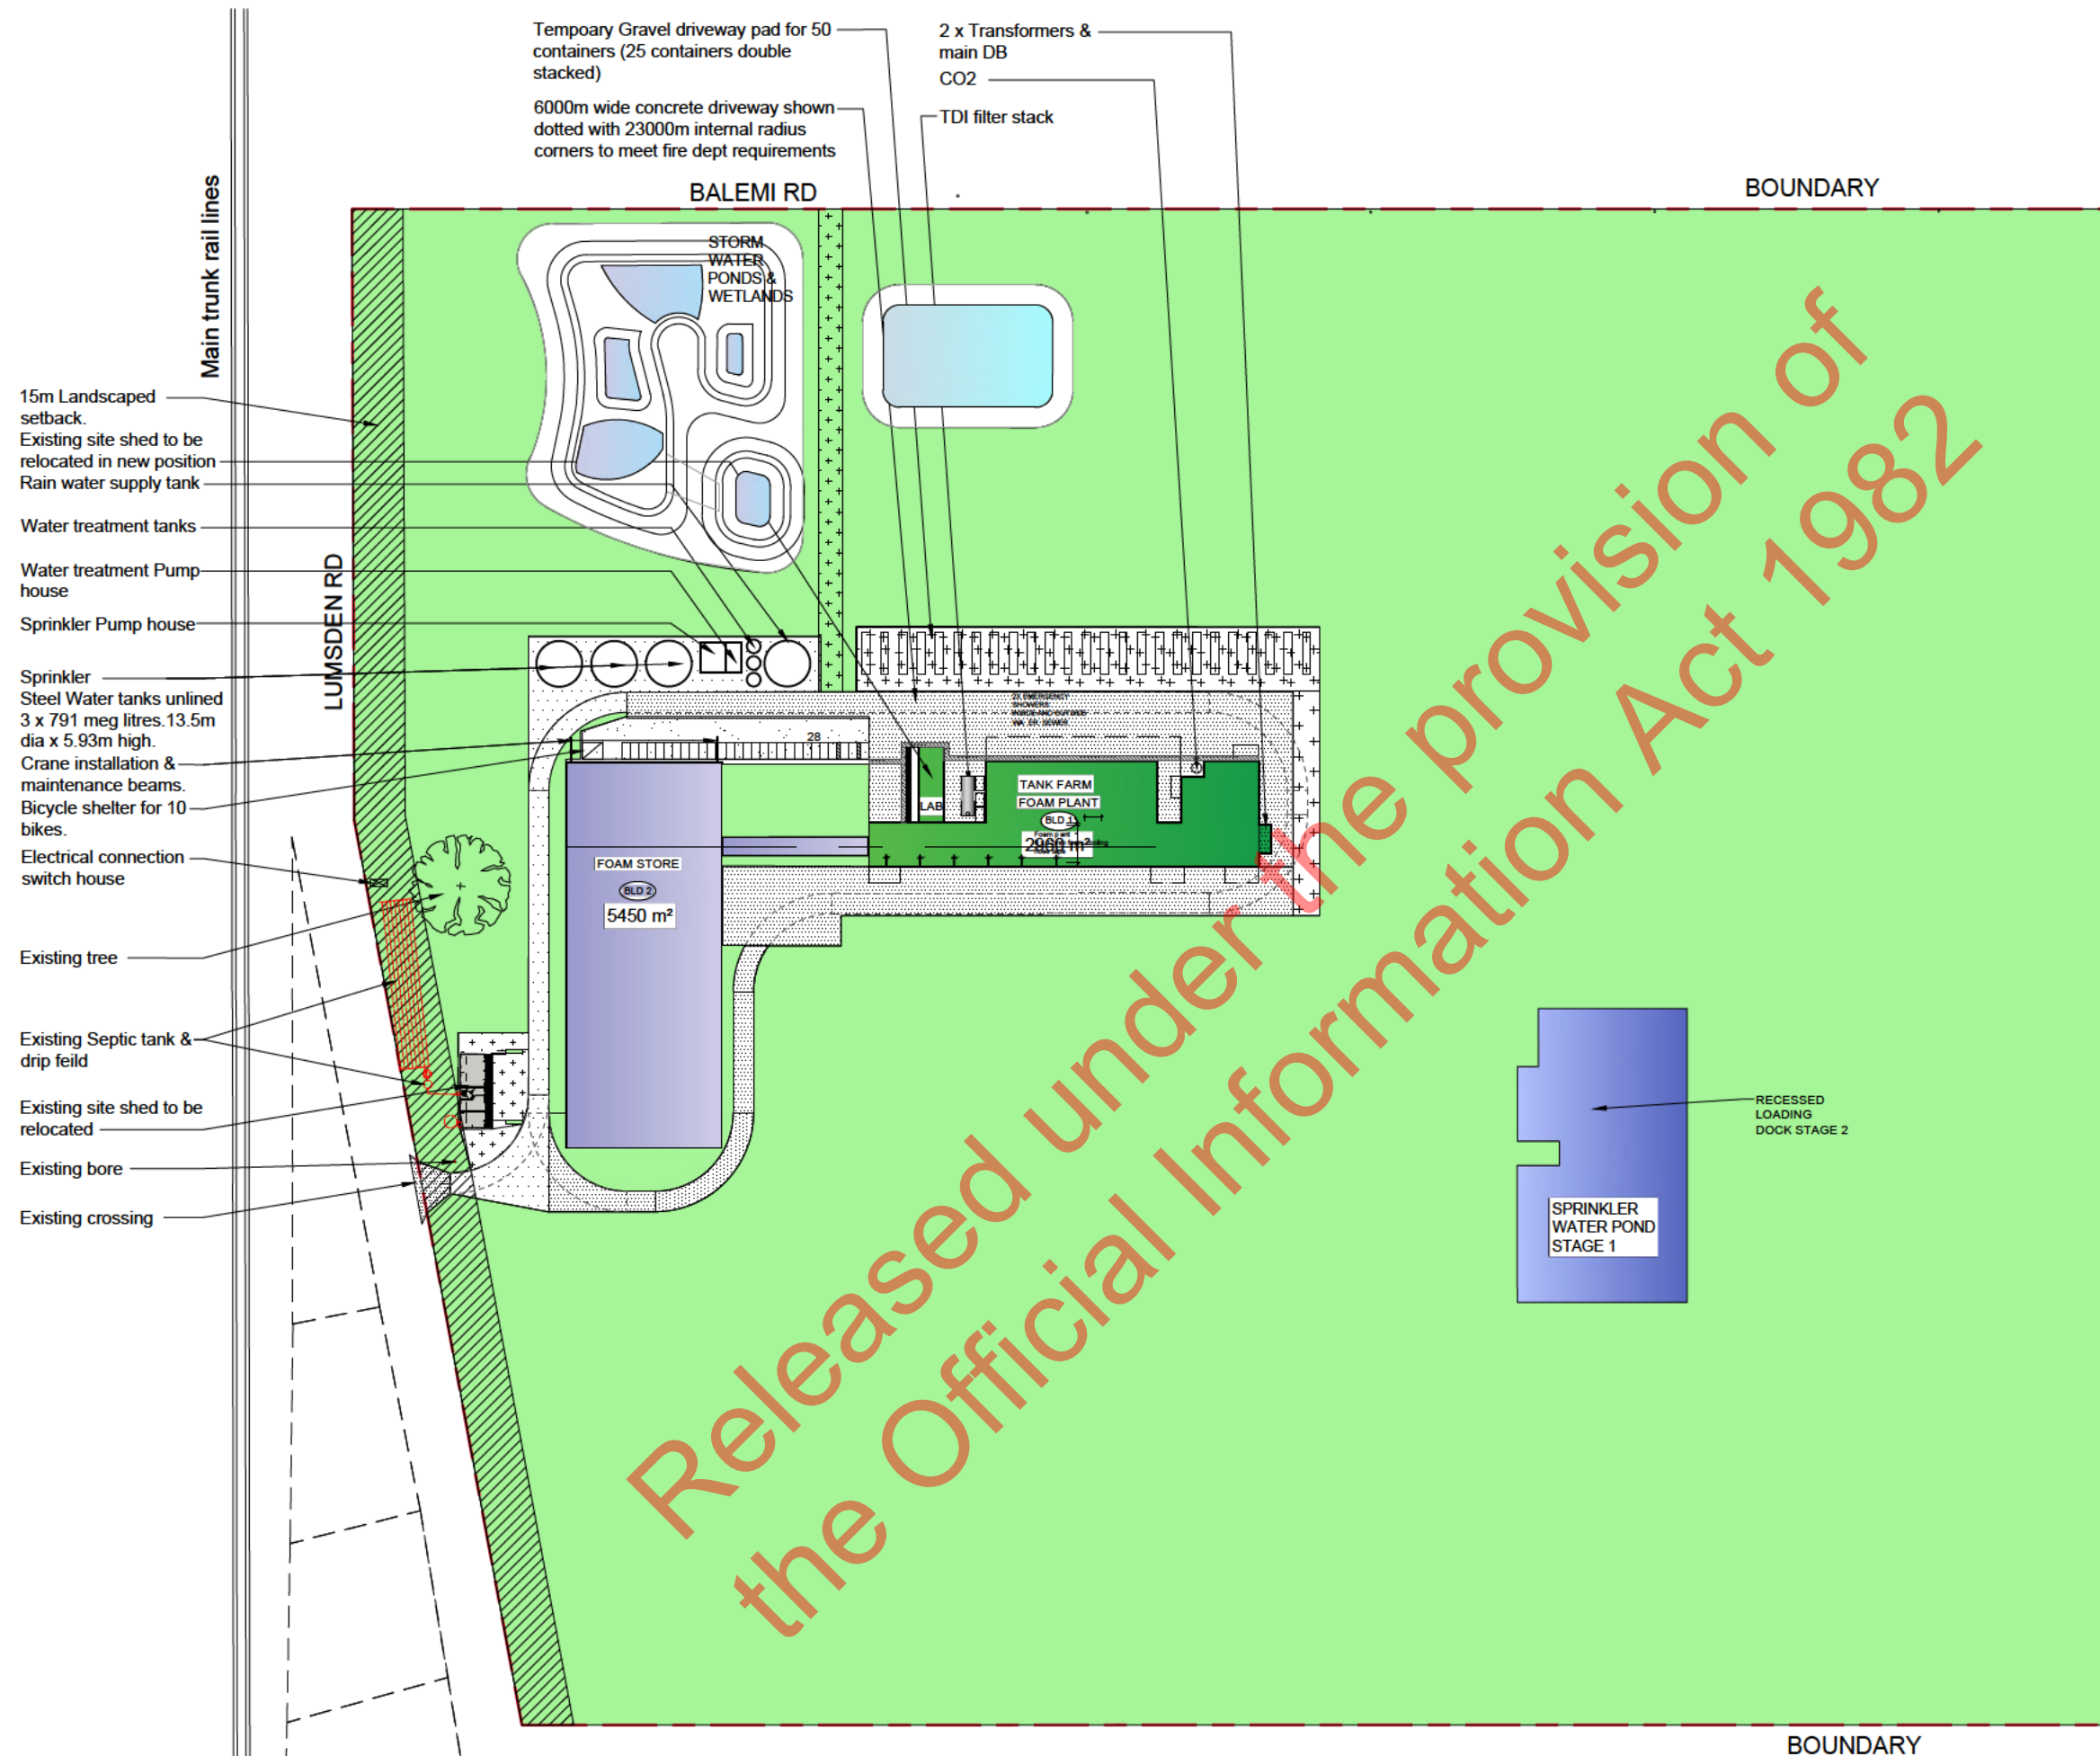 Tempoary Gravel driveway pad for 50
containers (25 containers double
stacked)
6000m wide concrete driveway shown
dotted with 23000m internal radius
corners to meet fire dept requirements
2 x Transformers &
main DB
CO2
TDI filter stack
BALEMI RD
BOUNDARY
Main trunk rail lines
STORM
WATER
PONDS &
WETLANDS
15m Landscaped
setback.
Existing site shed to be
relocated in new position
Rain water supply tank
Water treatment tanks
Water treatment Pump
house
Sprinkler Pump house
Sprinkler
Steel Water tanks unlined
3 x 791 meg litres.13.5m
dia x 5.93m high.
Crane installation &
maintenance beams.
Bicycle shelter for 10
bikes.
Electrical connection
switch house
Existing tree
Existing Septic tank &
drip feild
Existing site shed to be
relocated
Existing bore
Existing crossing
LUMSDEN RD
2X EMERGENCY
SHOWERS
INSIDE AND OUTSIDE
28
LAB
TANK FARM
FOAM PLANT
BLD 1
FOAM STORE
BLD 2
5450 m²
RECESSED
LOADING
DOCK STAGE 2
SPRINKLER
WATER POND
STAGE 1
Released under the provision of
the Official Information Act 1982
BOUNDARY